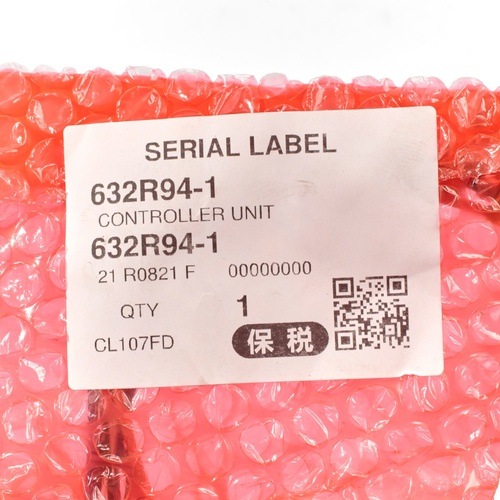 SERIAL LABEL
632R94-1
CONTROLLER UNIT
632R94-1
21 R0821 F 00000000
QTY 1
CL107FD 保税